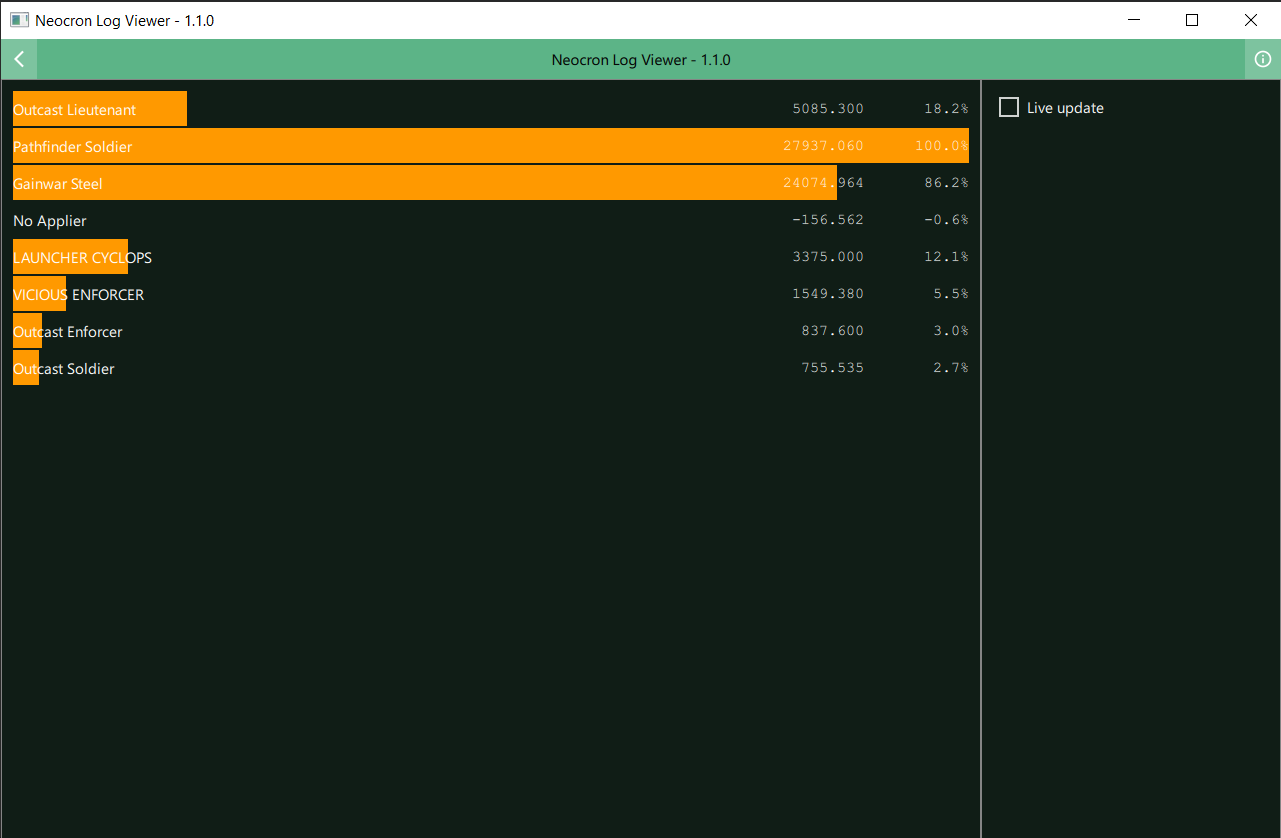 Neocron Log Viewer - 1.1.0
Neocron Log Viewer - 1.1.0
Outcast Lieutenant 5085.300 18.2%
Live update
Pathfinder Soldier 27937.060 100.0%
Gainwar Steel 24074.964 86.2%
No Applier -156.562 -0.6%
LAUNCHER CYCLOPS 3375.000 12.1%
VICIOUS ENFORCER 1549.380 5.5%
Outcast Enforcer 837.600 3.0%
Outcast Soldier 755.535 2.7%